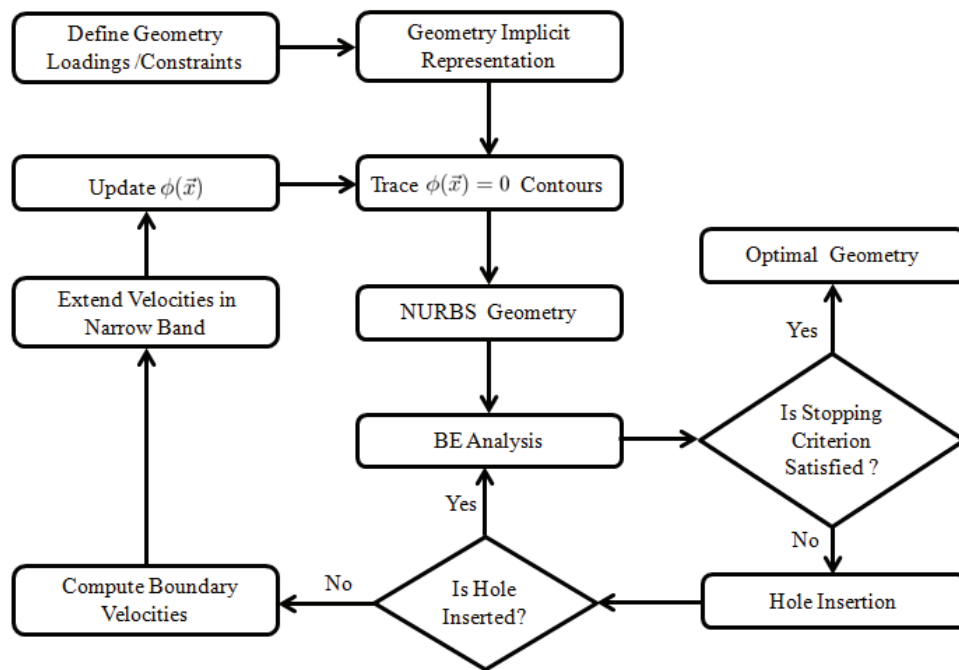 Define Geometry
Loadings /Constraints
Geometry Implicit
Representation
Update ϕ(x⃗)
Trace ϕ(x⃗) = 0 Contours
Optimal Geometry
Extend Velocities in
Narrow Band
NURBS Geometry
Yes
Is Stopping
Criterion
Satisfied ?
BE Analysis
Yes
No
Compute Boundary
Velocities
No
Is Hole
Inserted?
Hole Insertion